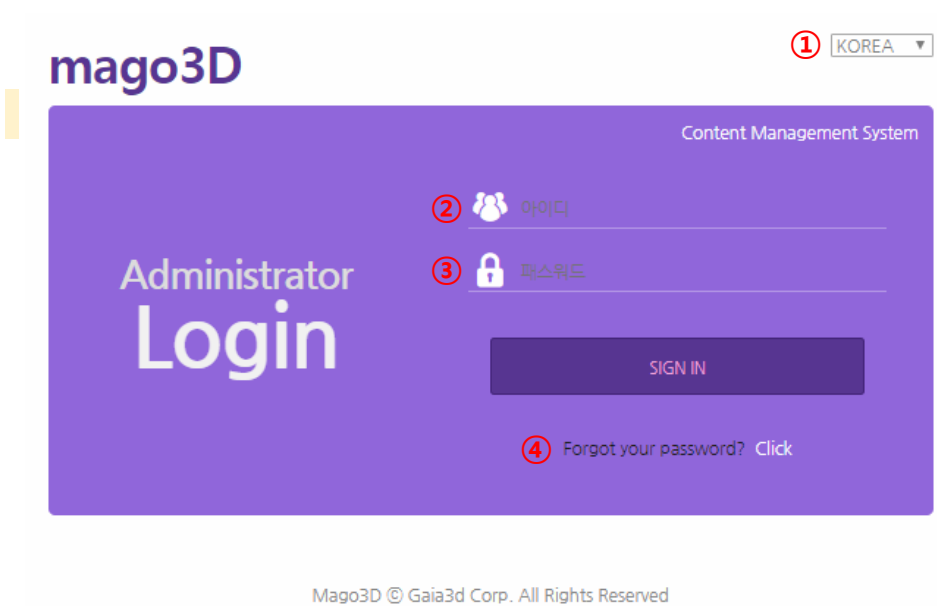 mago3D
① KOREA ▼
Content Management System
② 아이디
③ 패스워드
Administrator
Login
SIGN IN
④ Forgot your password? Click
Mago3D ⓒ Gaia3d Corp. All Rights Reserved